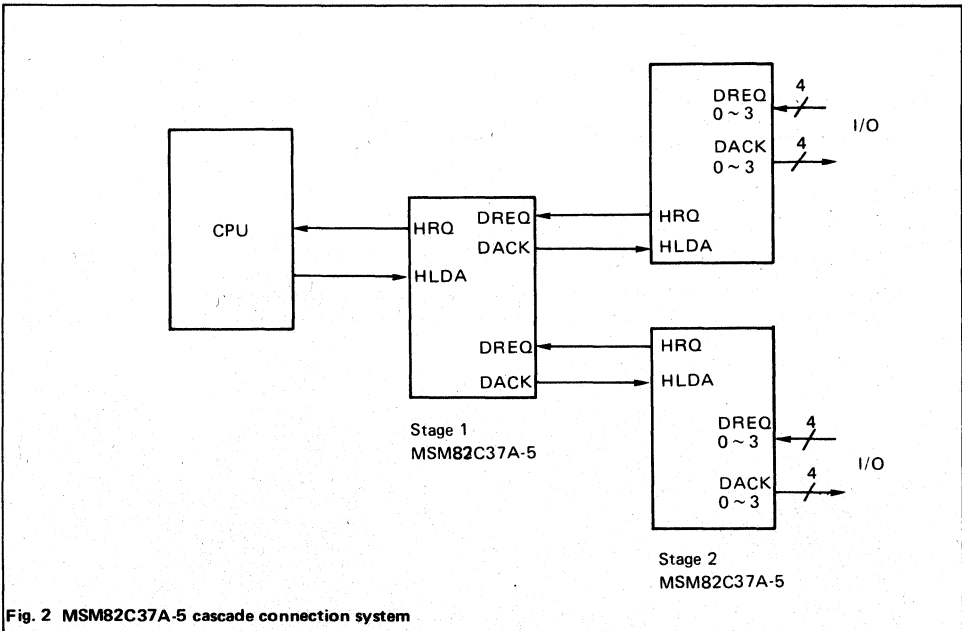 CPU
HRQ
HLDA
DREQ
DACK
DREQ
DACK
Stage 1
MSM82C37A-5
DREQ
0 ~ 3
4
DACK
0 ~ 3
4
I/O
HRQ
HLDA
HRQ
HLDA
DREQ
0 ~ 3
4
DACK
0 ~ 3
4
I/O
Stage 2
MSM82C37A-5
Fig. 2 MSM82C37A-5 cascade connection system